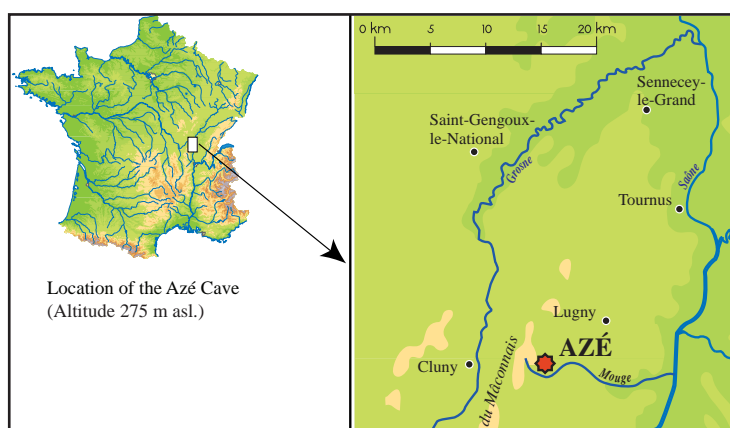 Location of the Azé Cave
(Altitude 275 m asl.)
0 km
5
10
15
20 km
Sennecey-
le-Grand
Saint-Gengoux-
le-National
Grosne
Saône
Tournus
Lugny
AZÉ
Cluny
du Mâconnais
Mouge